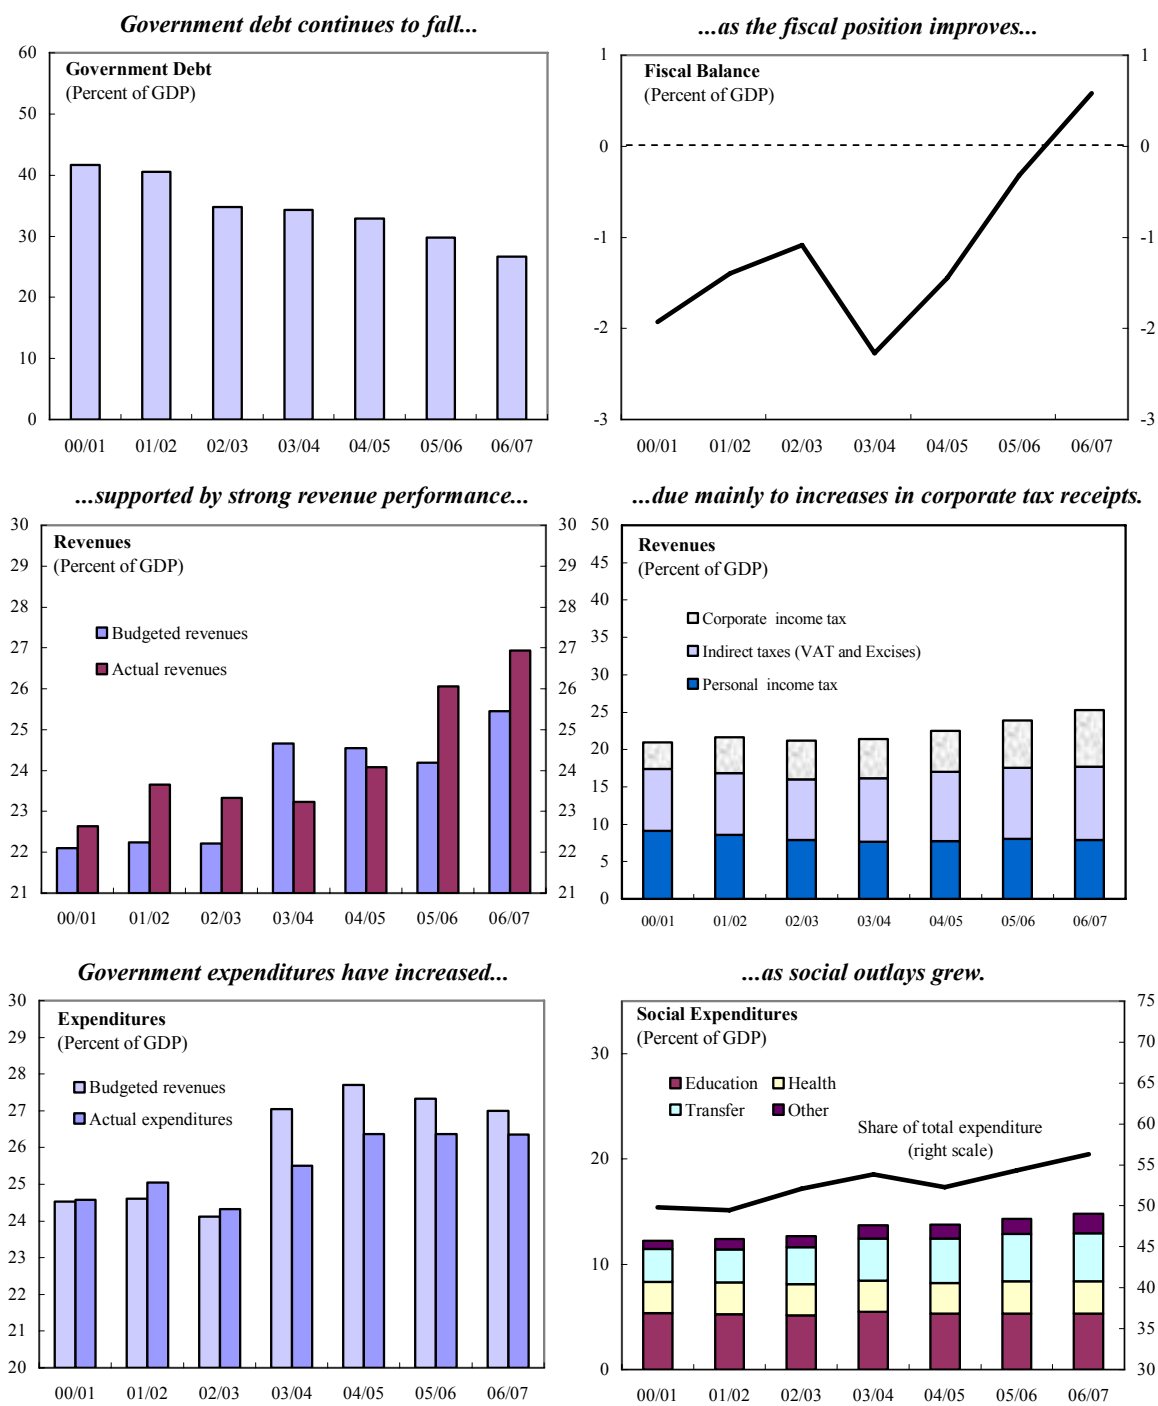 Government debt continues to fall...
60
50
40
30
20
10
0
Government Debt
(Percent of GDP)
00/01 01/02 02/03 03/04 04/05 05/06 06/07
...as the fiscal position improves...
1
0
-1
-2
-3
Fiscal Balance
(Percent of GDP)
1
0
-1
-2
-3
00/01 01/02 02/03 03/04 04/05 05/06 06/07
...supported by strong revenue performance...
30
29
28
27
26
25
24
23
22
21
Revenues
(Percent of GDP)
Budgeted revenues
Actual revenues
30
29
28
27
26
25
24
23
22
21
00/01 01/02 02/03 03/04 04/05 05/06 06/07
...due mainly to increases in corporate tax receipts.
50
45
40
35
30
25
20
15
10
5
0
Revenues
(Percent of GDP)
Corporate income tax
Indirect taxes (VAT and Excises)
Personal income tax
00/01 01/02 02/03 03/04 04/05 05/06 06/07
Government expenditures have increased...
30
29
28
27
26
25
24
23
22
21
20
Expenditures
(Percent of GDP)
Budgeted revenues
Actual expenditures
00/01 01/02 02/03 03/04 04/05 05/06 06/07
...as social outlays grew.
30
20
10
0
Social Expenditures
(Percent of GDP)
Education Health
Transfer Other
Share of total expenditure
(right scale)
75
70
65
60
55
50
45
40
35
30
00/01 01/02 02/03 03/04 04/05 05/06 06/07